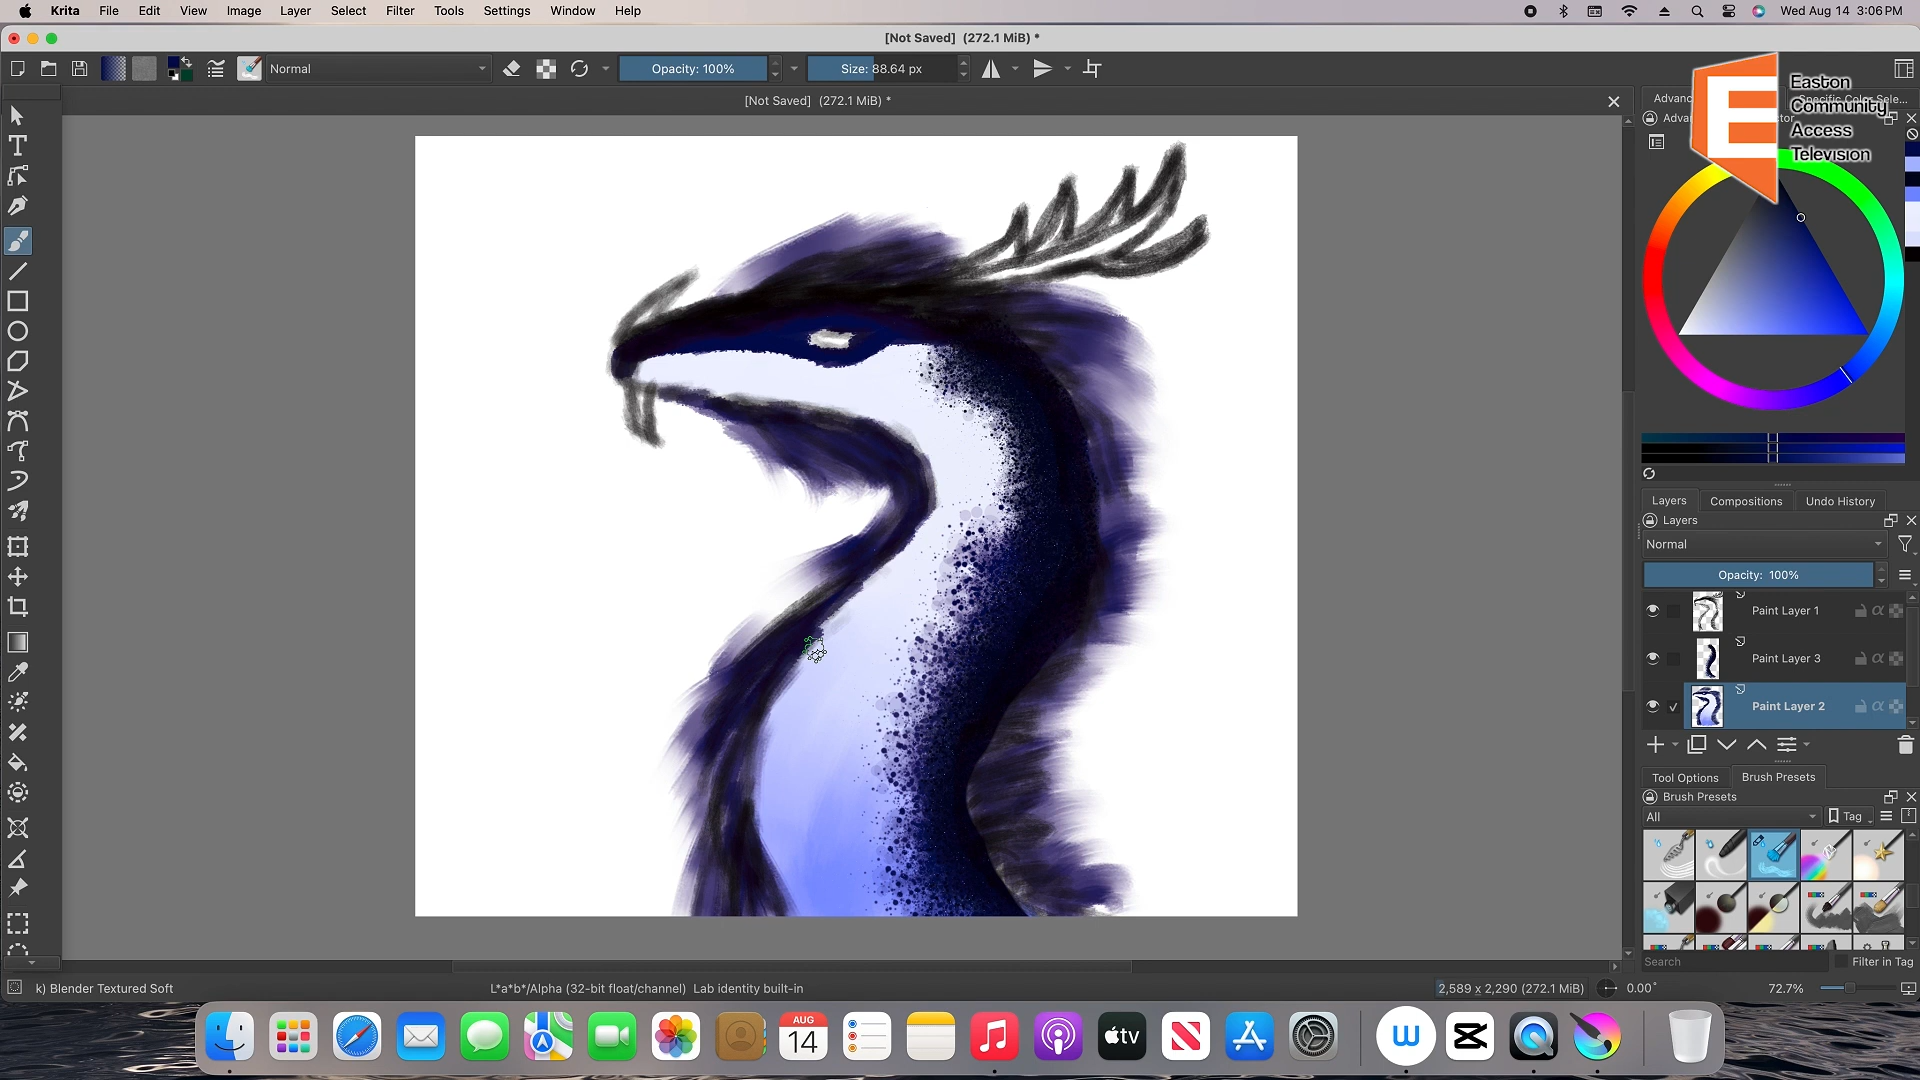 Krita File Edit View Image Layer Select Filter Tools Settings Window Help Wed Aug 14 3:06 PM
[Not Saved] (272.1 MiB) *
Normal Opacity: 100% Size: 88.64 px
[Not Saved] (272.1 MiB) *
Easton
Community
Access
Television
Layers Compositions Undo History
Layers
Normal
Opacity: 100%
Paint Layer 1
Paint Layer 3
Paint Layer 2
Tool Options Brush Presets
Brush Presets
All Tag
Search Filter in Tag
k) Blender Textured Soft L*a*b*/Alpha (32-bit float/channel) Lab identity built-in 2,589 x 2,290 (272.1 MiB) 0.00° 72.7%
AUG
14
tv